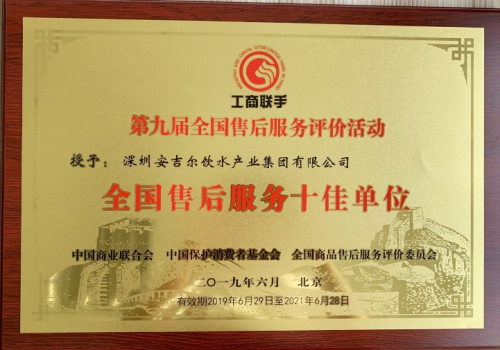 工商联手
第九届全国售后服务评价活动
授予：深圳安吉尔饮水产业集团有限公司
全国售后服务十佳单位
中国商业联合会 中国保护消费者基金会 全国商品售后服务评价委员会
二〇一九年六月 北京
有效期2019年6月29日至2021年6月28日